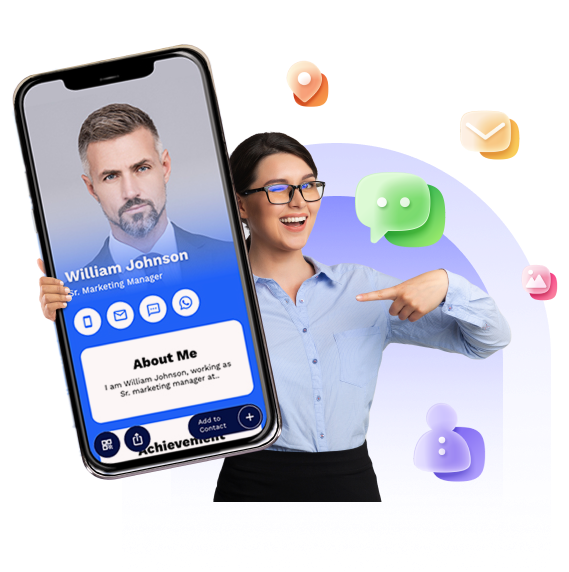 William Johnson
Sr. Marketing Manager
About Me
I am William Johnson, working as
Sr. marketing manager at..
Add to
Contact
Achievement